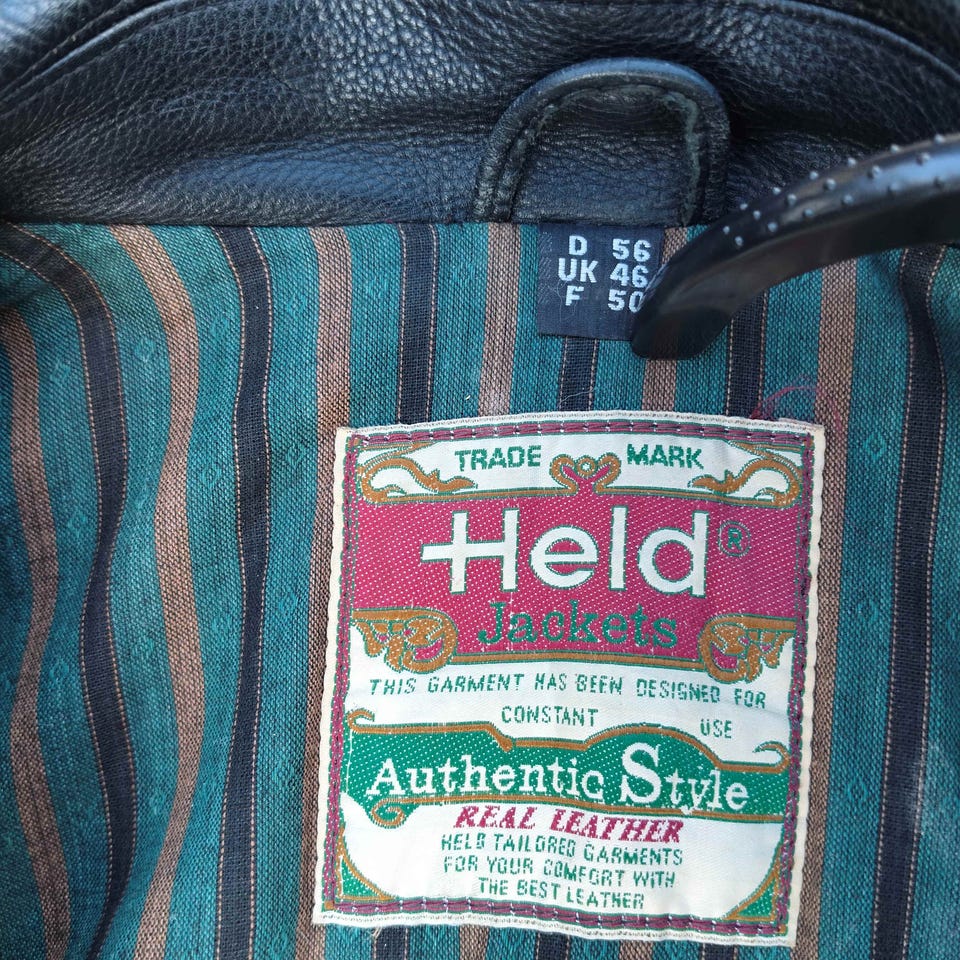 D 56
UK 46
F 50
TRADE MARK
Held®
Jackets
THIS GARMENT HAS BEEN DESIGNED FOR
CONSTANT USE
Authentic Style
REAL LEATHER
HELD TAILORED GARMENTS
FOR YOUR COMFORT WITH
THE BEST LEATHER